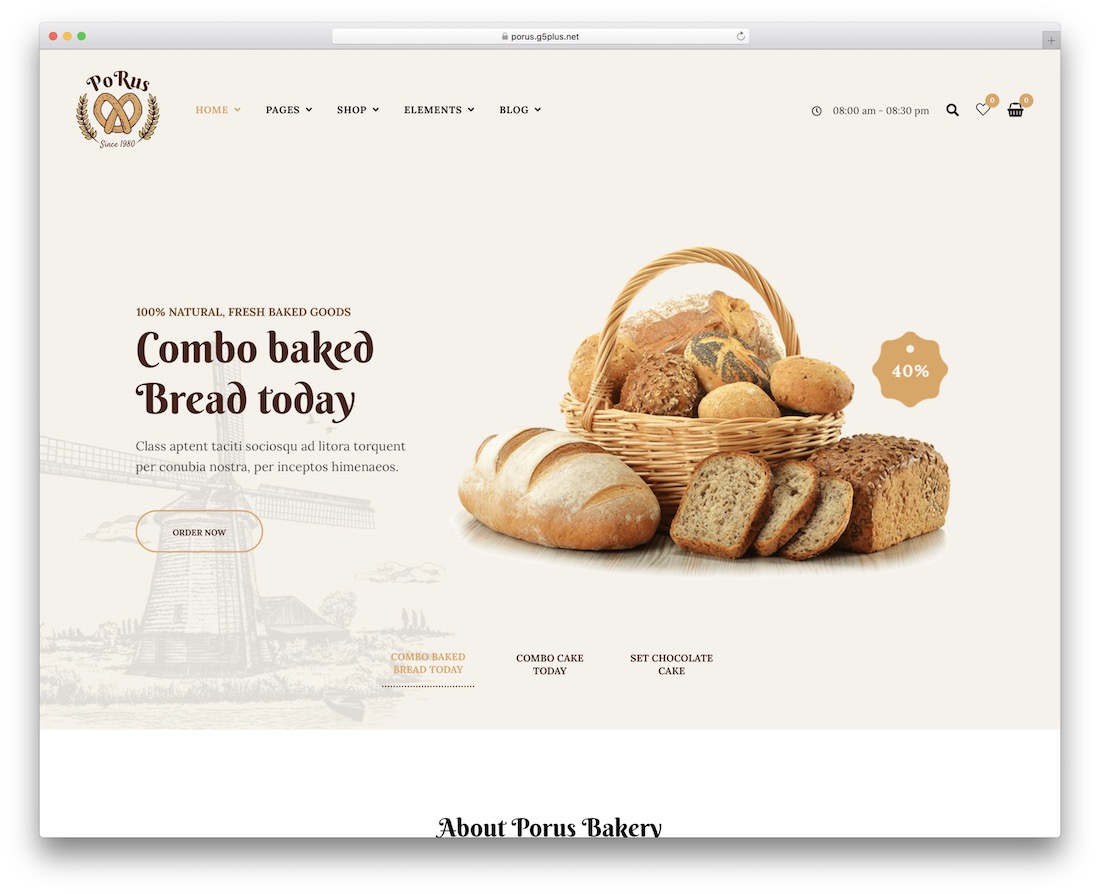 porus.g5plus.net
PoRus
Since 1980
HOME
PAGES
SHOP
ELEMENTS
BLOG
08:00 am - 08:30 pm
0
0
100% NATURAL, FRESH BAKED GOODS
Combo baked
Bread today
40%
Class aptent taciti sociosqu ad litora torquent
per conubia nostra, per inceptos himenaeos.
ORDER NOW
COMBO BAKED
BREAD TODAY
COMBO CAKE
TODAY
SET CHOCOLATE
CAKE
About Porus Bakery